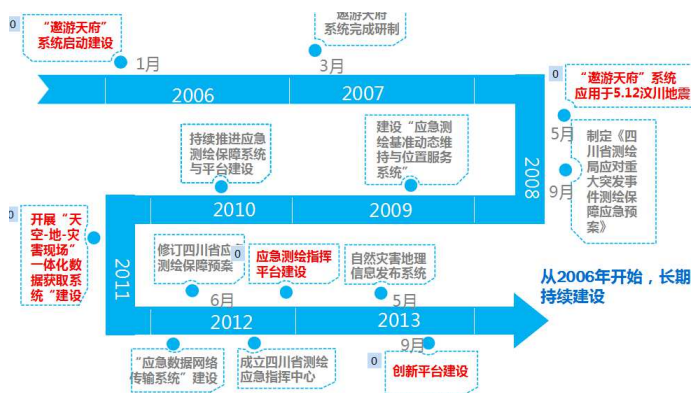 0
“遨游天府”
系统启动建设
1月
遨游天府
系统完成研制
3月
2006
2007
0
“遨游天府”系统
应用于5.12汶川地震
5月
9月
制定《四
川省测绘
局应对重
大突发事
件测绘保
障应急预
案》
2008
持续推进应急
测绘保障系统
与平台建设
建设“应急测
绘基准动态维
持与位置服务
系统”
2010
2009
0
开展“天
空-地-灾
害现场”
一体化数
据获取系
统“建设
2011
修订四川省应
测绘保障预案
6月
0
应急测绘指挥
平台建设
自然灾害地理
信息发布系统
5月
从2006年开始，长期
持续建设
2012
2013
“应急数据网络
传输系统”建设
成立四川省测绘
应急指挥中心
9月
0
创新平台建设